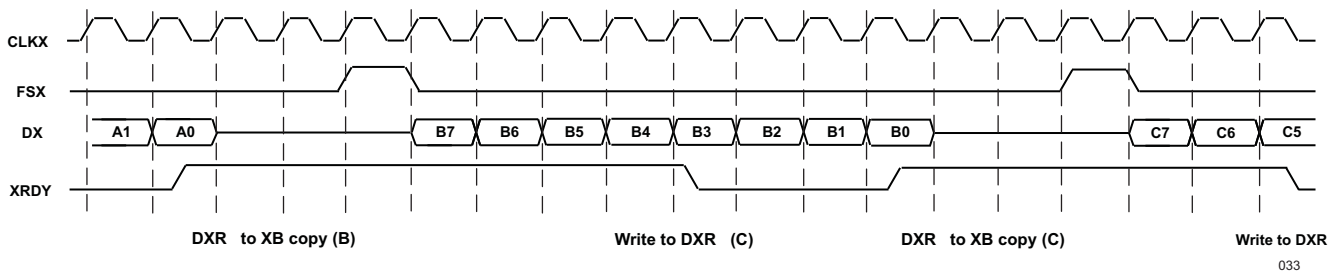 CLKX
FSX
DX A1 A0 B7 B6 B5 B4 B3 B2 B1 B0 C7 C6 C5
XRDY
DXR to XB copy (B) Write to DXR (C) DXR to XB copy (C) Write to DXR
033